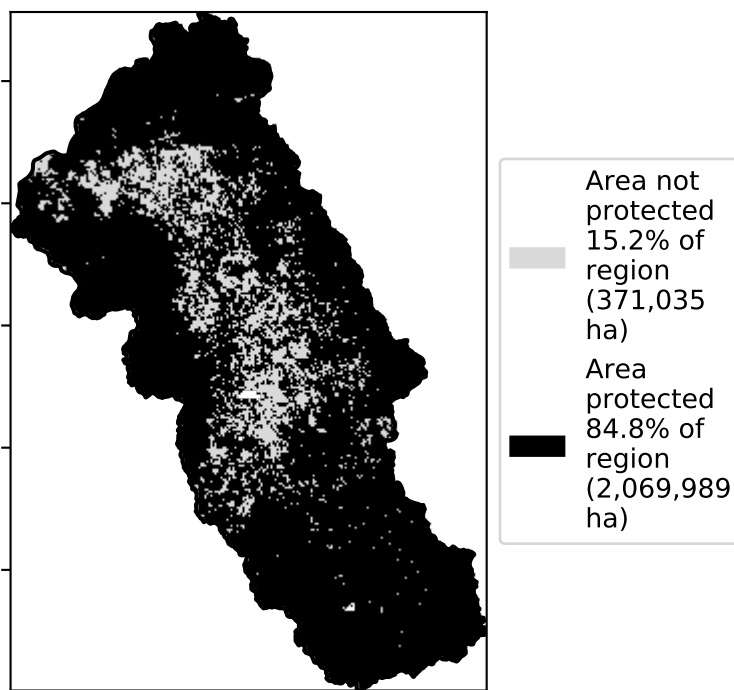 Area not
protected
15.2% of
region
(371,035
ha)
Area
protected
84.8% of
region
(2,069,989
ha)